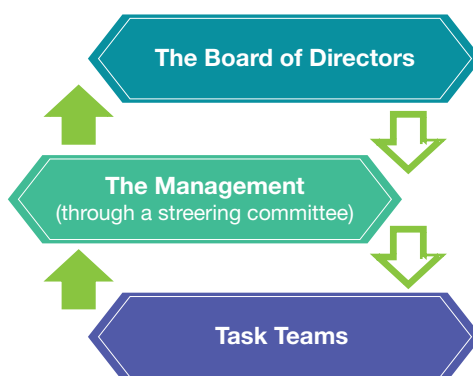 The Board of Directors
The Management
(through a streering committee)
Task Teams